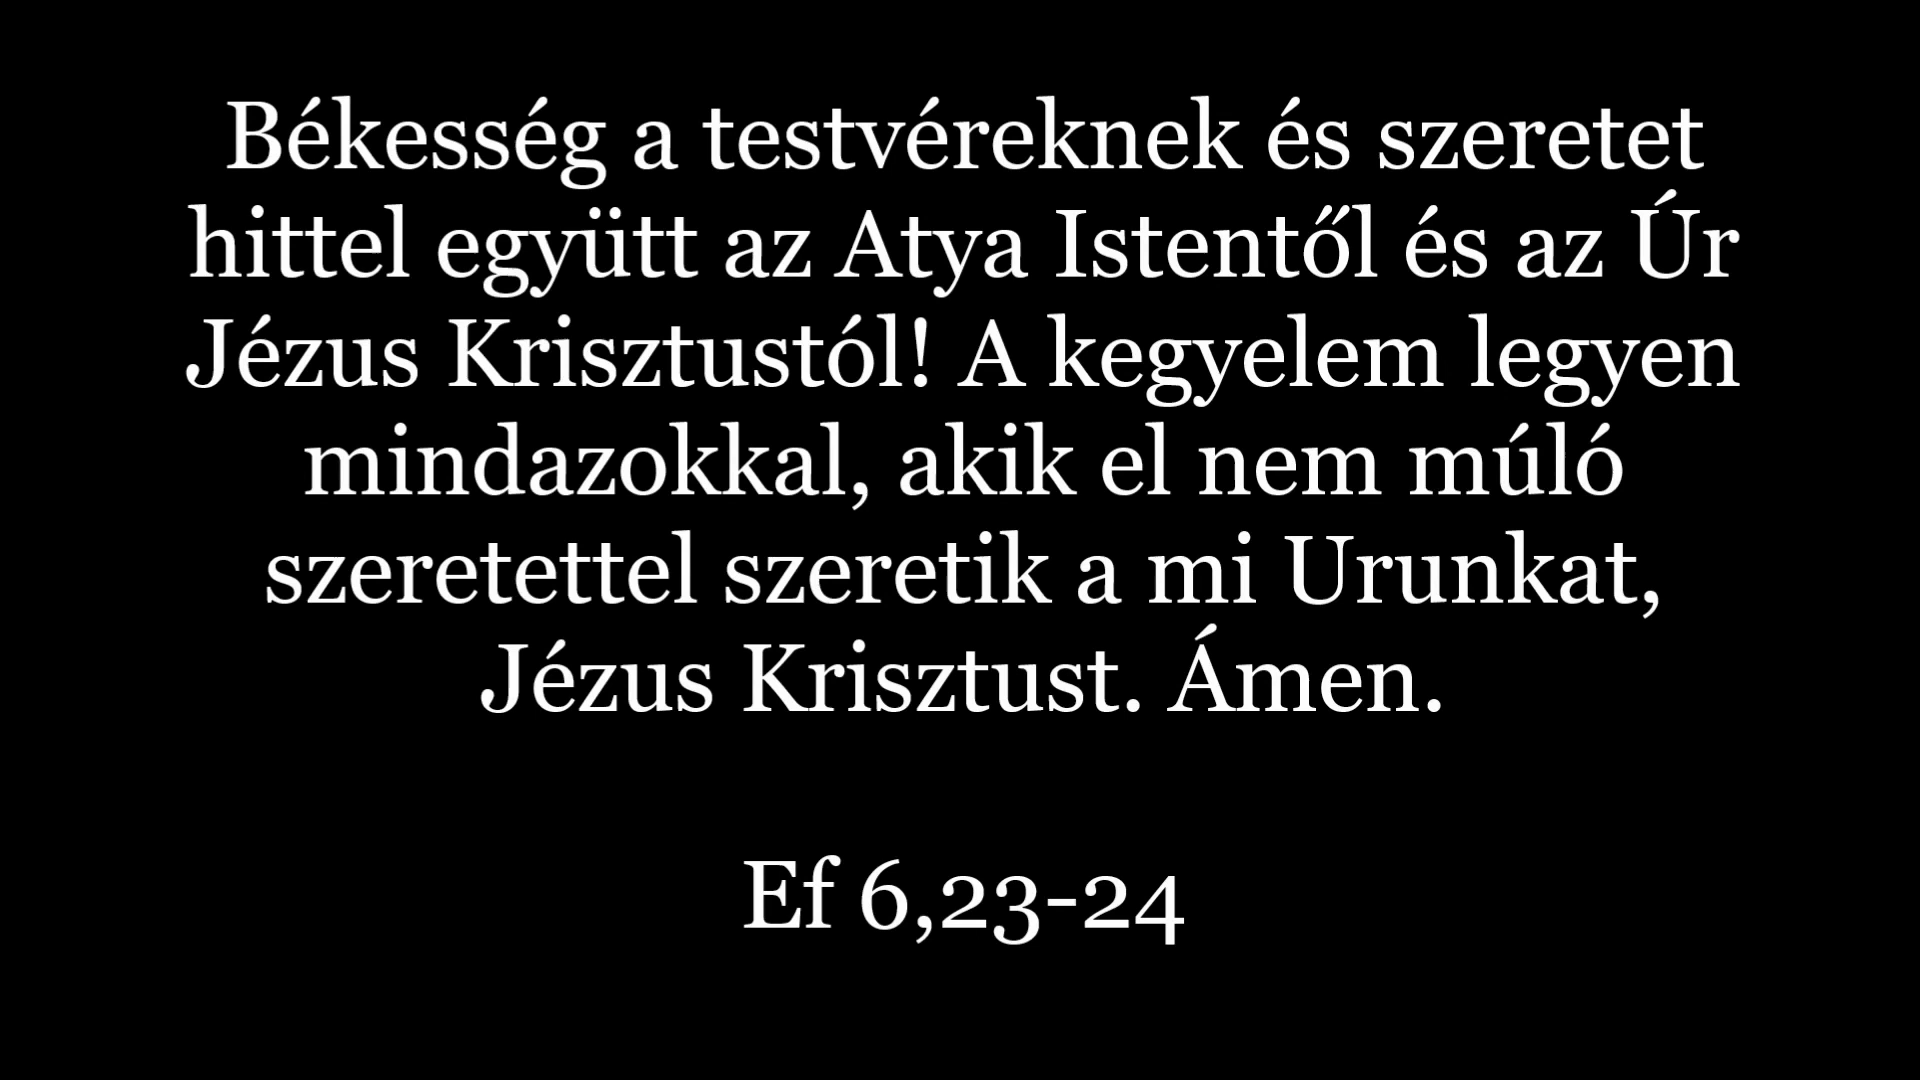 Békesség a testvéreknek és szeretet
hittel együtt az Atya Istentől és az Úr
Jézus Krisztustól! A kegyelem legyen
mindazokkal, akik el nem múló
szeretettel szeretik a mi Urunkat,
Jézus Krisztust. Ámen.
Ef 6,23-24